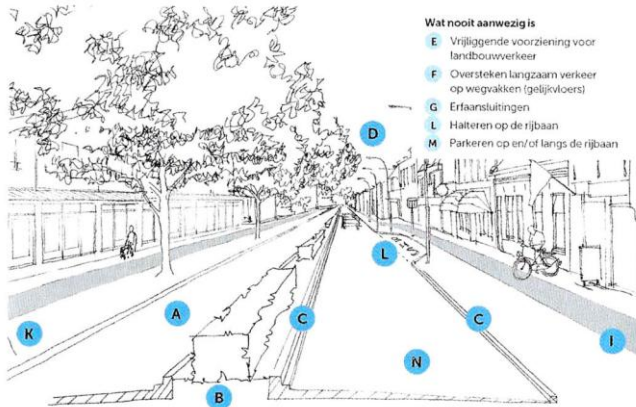 Wat nooit aanwezig is
E Vrijliggende voorziening voor
landbouwverkeer
F Oversteken langzaam verkeer
op wegvakken (gelijkvloers)
G Erfaansluitingen
L Halteren op de rijbaan
M Parkeren op en/of langs de rijbaan
D
L
A
C
C
K
I
N
B